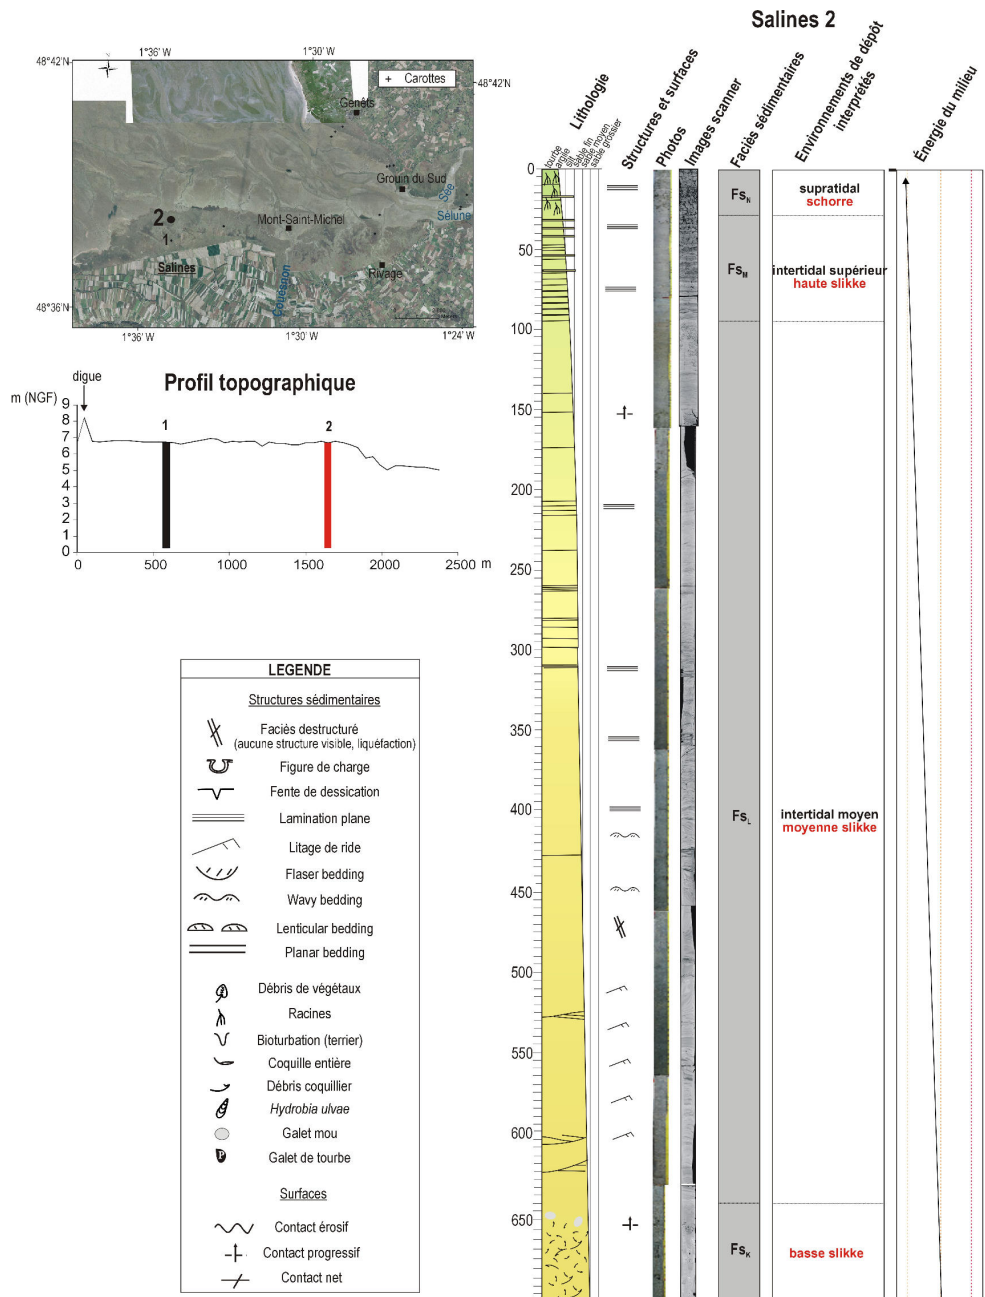 Salines 2
1°36' W
1°30' W
48°42'N
48°42'N
+ Carottes
Genêts
Grouin du Sud
Sée
Sélune
2
1
Mont-Saint-Michel
Salines
Couesnon
Rivage
48°36'N
1°36' W
1°30' W
1°24' W
digue
Profil topographique
m (NGF)
9
8
7
6
5
4
3
2
1
0
1
2
0
500
1000
1500
2000
2500
m
LEGENDE
Structures sédimentaires
Faciés destructuré
(aucune structure visible, liquéfaction)
Figure de charge
Fente de dessication
Lamination plane
Litage de ride
Flaser bedding
Wavy bedding
Lenticular bedding
Planar bedding
Débris de végétaux
Racines
Bioturbation (terrier)
Coquille entière
Débris coquillier
Hydrobia ulvae
Galet mou
P
Galet de tourbe
Surfaces
Contact érosif
Contact progressif
Contact net
Lithologie
tourbe
argile
silt
sable fin
sable moyen
sable grossier
Structures et surfaces
Photos
Images scanner
Faciès sédimentaires
Environnements de dépôt
interprétés
Énergie du milieu
0
50
100
150
200
250
300
350
400
450
500
550
600
650
FsN
supratidal
schorre
FsM
intertidal supérieur
haute slikke
FsL
intertidal moyen
moyenne slikke
FsK
basse slikke